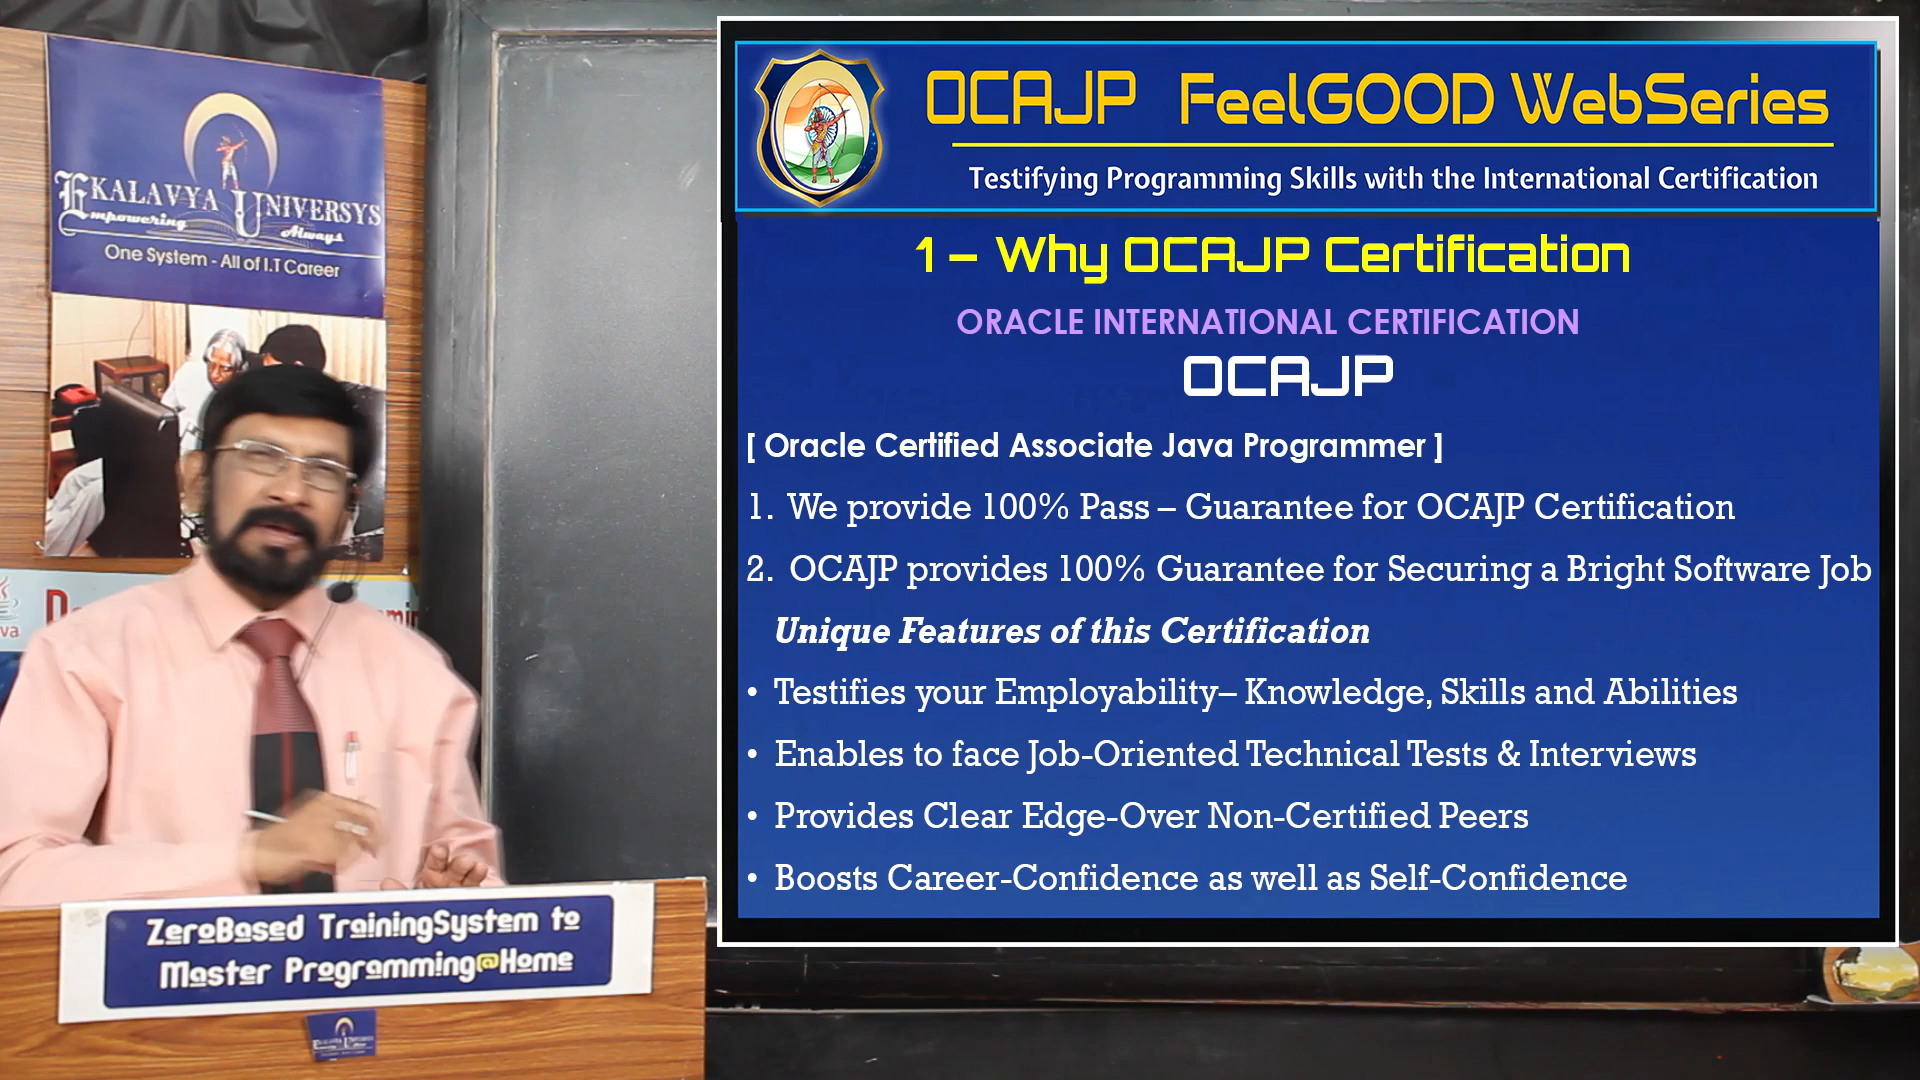 EKALAVYA UNIVERSYS
Empowering Always
One System - All of I.T Career
OCAJP FeelGOOD WebSeries
Testifying Programming Skills with the International Certification
1 – Why OCAJP Certification
ORACLE INTERNATIONAL CERTIFICATION
OCAJP
[ Oracle Certified Associate Java Programmer ]
1. We provide 100% Pass – Guarantee for OCAJP Certification
2. OCAJP provides 100% Guarantee for Securing a Bright Software Job
Unique Features of this Certification
• Testifies your Employability– Knowledge, Skills and Abilities
• Enables to face Job-Oriented Technical Tests & Interviews
• Provides Clear Edge-Over Non-Certified Peers
• Boosts Career-Confidence as well as Self-Confidence
ZeroBased TrainingSystem to
Master Programming@Home
EKALAVYA UNIVERSYS